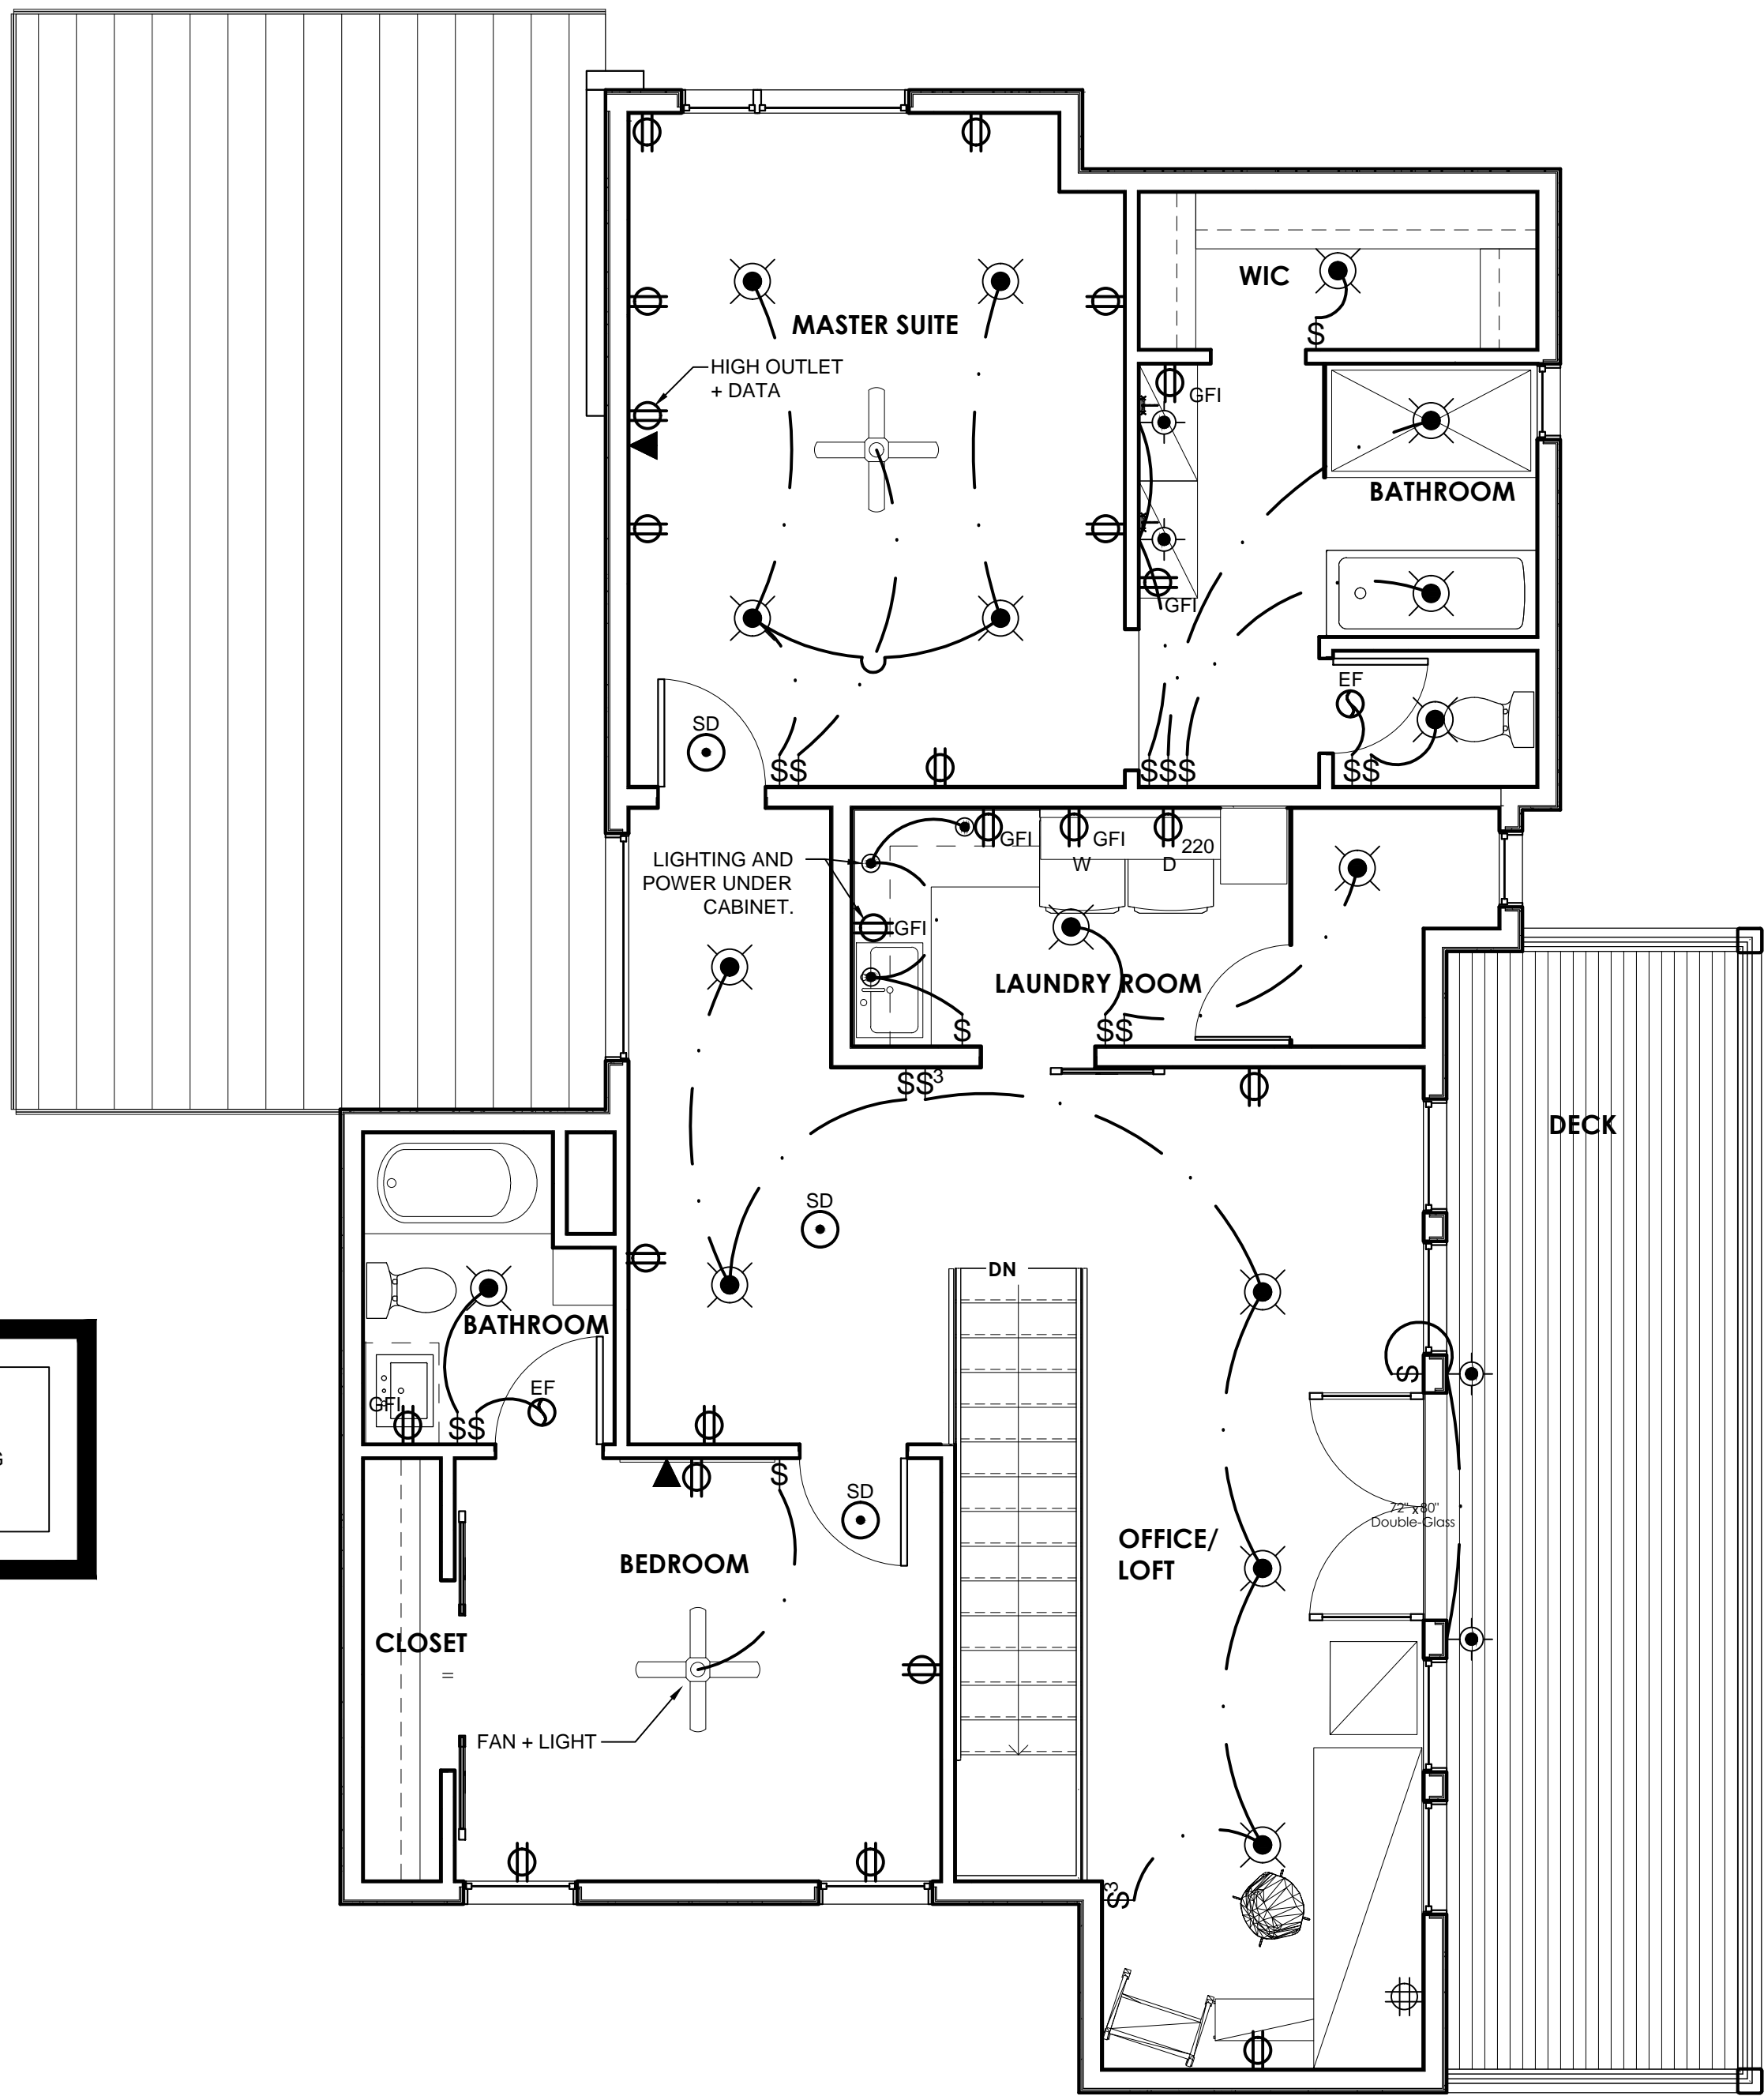 WIC
MASTER SUITE
HIGH OUTLET
+ DATA
GFI
BATHROOM
GFI
EF
SD
$$
$$$
$$
$
LIGHTING AND
POWER UNDER
CABINET.
GFI
GFI
220
W
D
GFI
LAUNDRY ROOM
$
$$
$$3
DECK
SD
DN
BATHROOM
EF
GFI
$$
$
$
SD
72" x 80"
Double-Glass
OFFICE/
LOFT
BEDROOM
CLOSET
=
FAN + LIGHT
$3